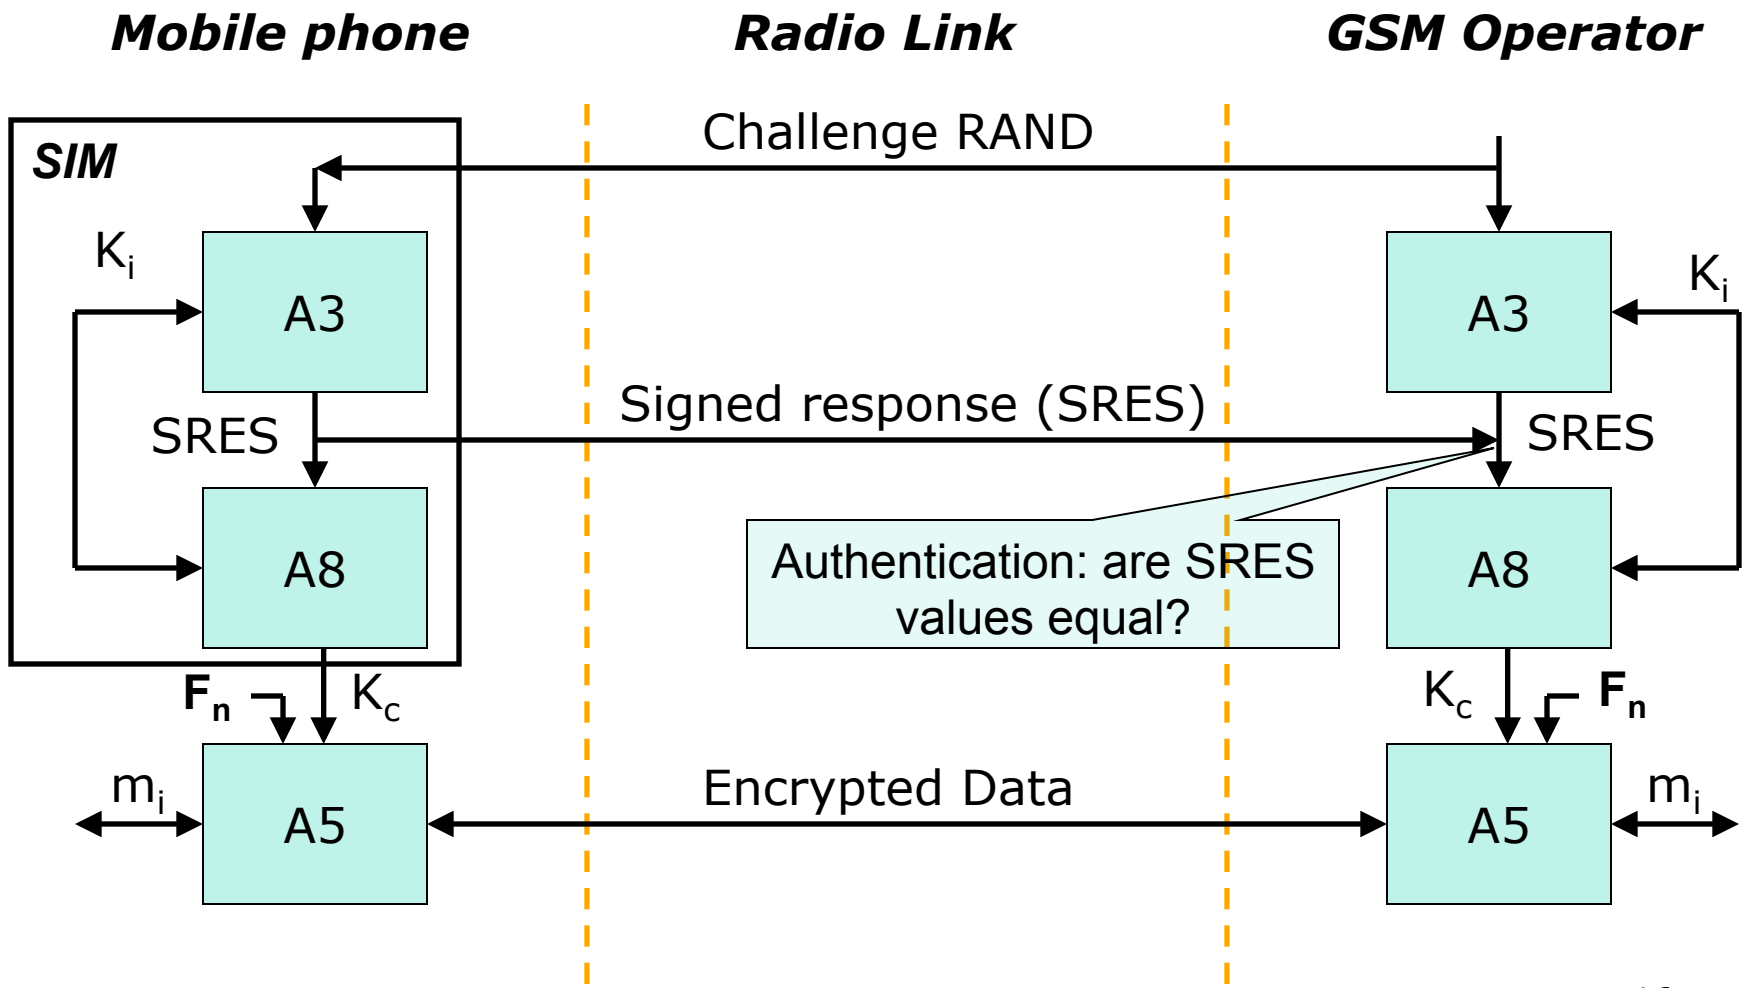 Mobile phone
Radio Link
GSM Operator
Challenge RAND
SIM
Ki
A3
Ki
A3
Signed response (SRES)
SRES
SRES
Authentication: are SRES
values equal?
A8
A8
Fn
Kc
Kc
Fn
mi
A5
Encrypted Data
A5
mi